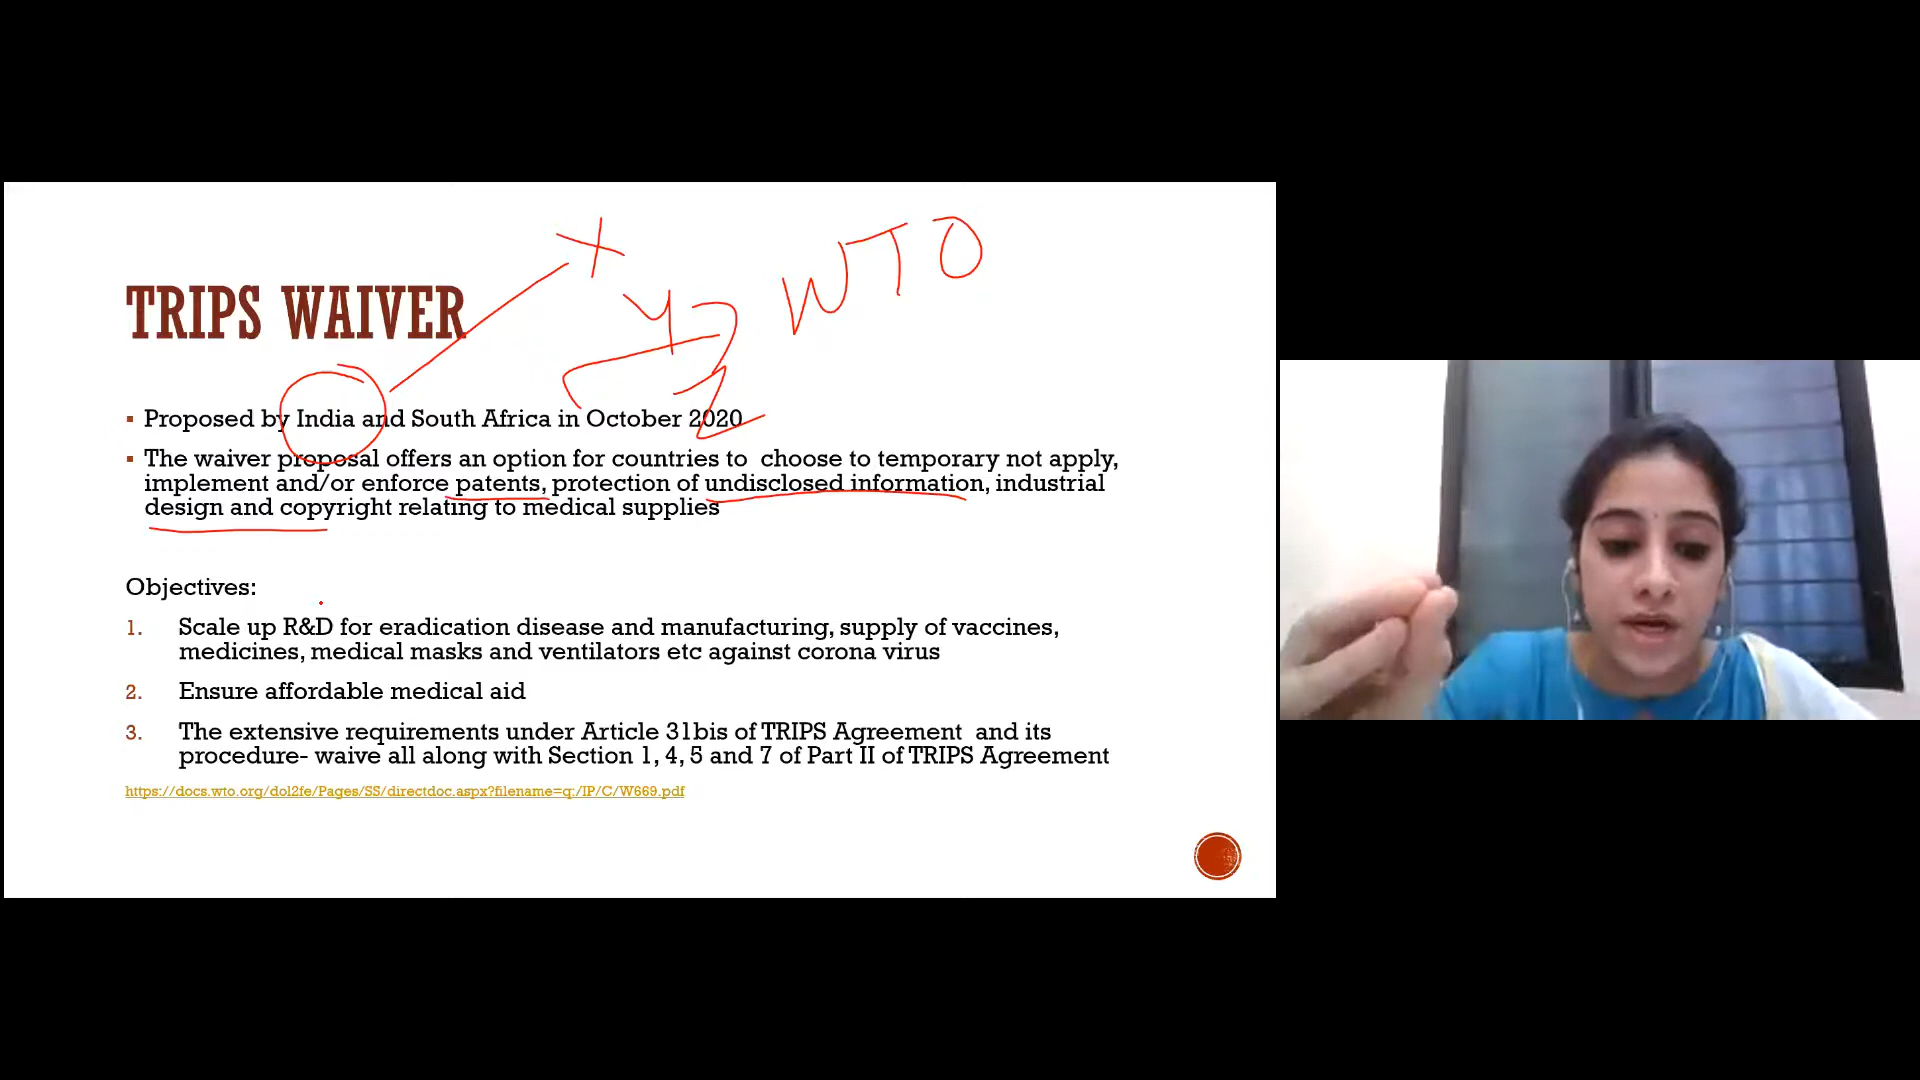 X
WTO
Y
Z
TRIPS WAIVER
▪ Proposed by India and South Africa in October 2020
▪ The waiver proposal offers an option for countries to choose to temporary not apply,
implement and/or enforce patents, protection of undisclosed information, industrial
design and copyright relating to medical supplies
Objectives:
1. Scale up R&D for eradication disease and manufacturing, supply of vaccines,
medicines, medical masks and ventilators etc against corona virus
2. Ensure affordable medical aid
3. The extensive requirements under Article 31bis of TRIPS Agreement and its
procedure- waive all along with Section 1, 4, 5 and 7 of Part II of TRIPS Agreement
https://docs.wto.org/dol2fe/Pages/SS/directdoc.aspx?filename=q:/IP/C/W669.pdf